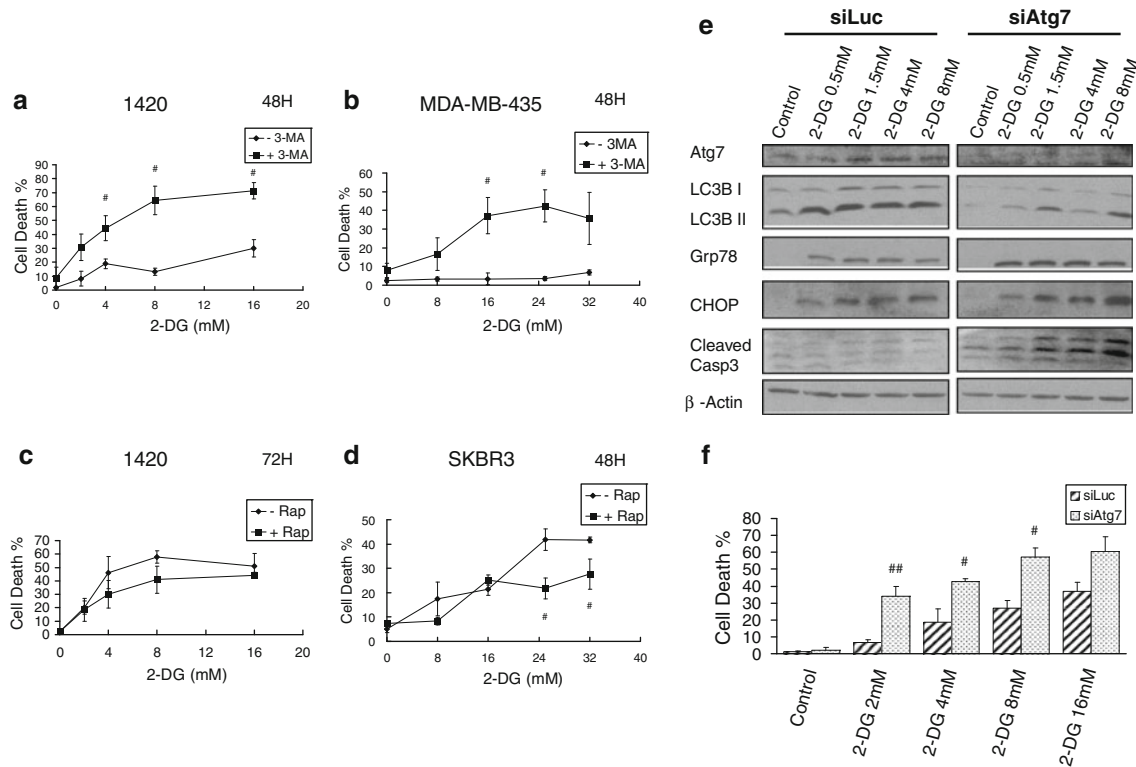 a
1420
48H
- 3-MA
+ 3-MA
#
#
#
Cell Death %
90
80
70
60
50
40
30
20
10
0
0
4
8
12
16
20
2-DG (mM)
b
MDA-MB-435
48H
- 3MA
+ 3-MA
#
#
Cell Death %
60
50
40
30
20
10
0
0
8
16
24
32
40
2-DG (mM)
c
1420
72H
- Rap
+ Rap
Cell Death %
70
60
50
40
30
20
10
0
0
4
8
12
16
20
2-DG (mM)
d
SKBR3
48H
- Rap
+ Rap
#
#
Cell Death %
50
40
30
20
10
0
0
8
16
24
32
40
2-DG (mM)
e
siLuc
siAtg7
Control
2-DG 0.5mM
2-DG 1.5mM
2-DG 4mM
2-DG 8mM
Control
2-DG 0.5mM
2-DG 1.5mM
2-DG 4mM
2-DG 8mM
Atg7
LC3B I
LC3B II
Grp78
CHOP
Cleaved
Casp3
β -Actin
f
siLuc
siAtg7
##
#
#
Cell Death %
80
70
60
50
40
30
20
10
0
Control
2-DG 2mM
2-DG 4mM
2-DG 8mM
2-DG 16mM